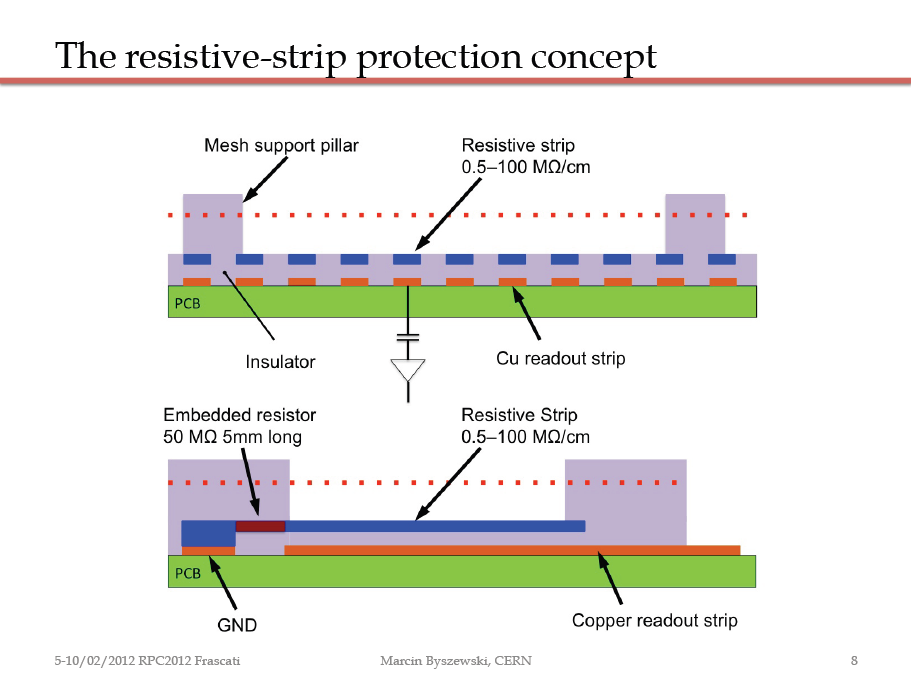 The resistive-strip protection concept
Mesh support pillar
Resistive strip
0.5–100 MΩ/cm
PCB
Insulator
Cu readout strip
Embedded resistor
50 MΩ 5mm long
Resistive Strip
0.5–100 MΩ/cm
PCB
GND
Copper readout strip
5-10/02/2012 RPC2012 Frascati
Marcin Byszewski, CERN
8